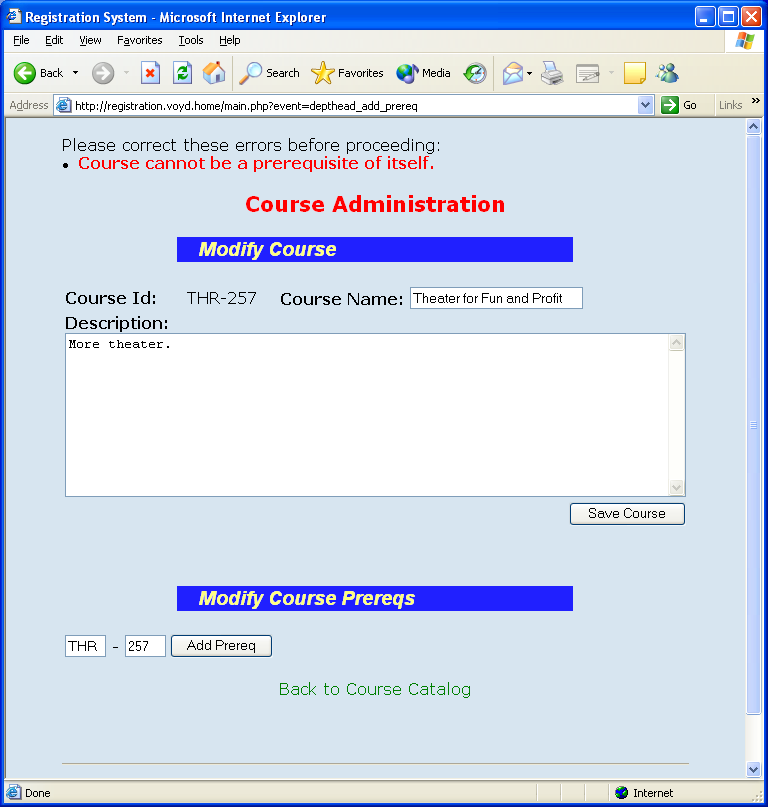 Registration System - Microsoft Internet Explorer
File Edit View Favorites Tools Help
Back Search Favorites Media
Address http://registration.voyd.home/main.php?event=depthead_add_prereq Go Links »
Please correct these errors before proceeding:
• Course cannot be a prerequisite of itself.
Course Administration
Modify Course
Course Id: THR-257 Course Name: Theater for Fun and Profit
Description:
More theater.
Save Course
Modify Course Prereqs
THR - 257 Add Prereq
Back to Course Catalog
Done Internet